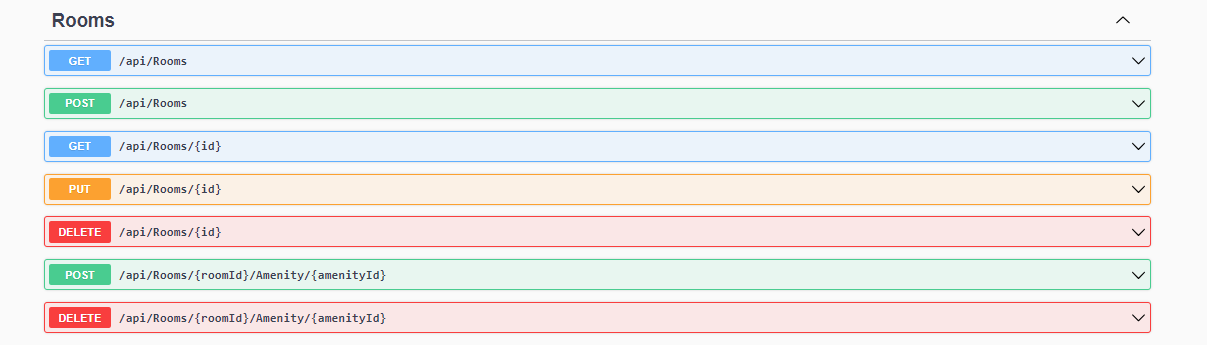 Rooms
GET /api/Rooms
POST /api/Rooms
GET /api/Rooms/{id}
PUT /api/Rooms/{id}
DELETE /api/Rooms/{id}
POST /api/Rooms/{roomId}/Amenity/{amenityId}
DELETE /api/Rooms/{roomId}/Amenity/{amenityId}